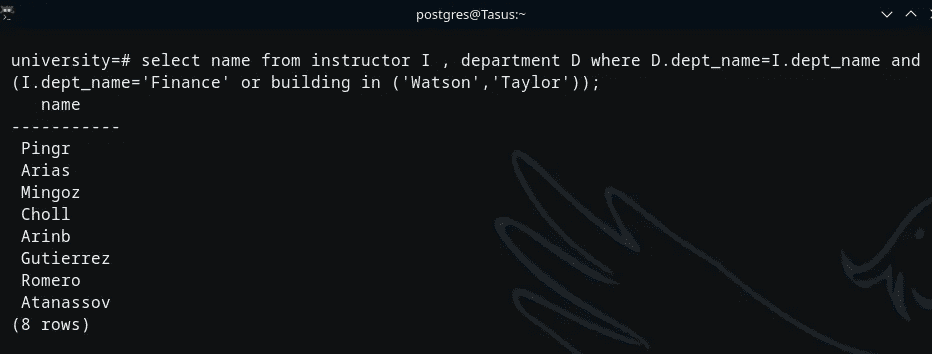 postgres@Tasus:~
university=# select name from instructor I , department D where D.dept_name=I.dept_name and
(I.dept_name='Finance' or building in ('Watson','Taylor'));
name
-----------
Pingr
Arias
Mingoz
Choll
Arinb
Gutierrez
Romero
Atanassov
(8 rows)